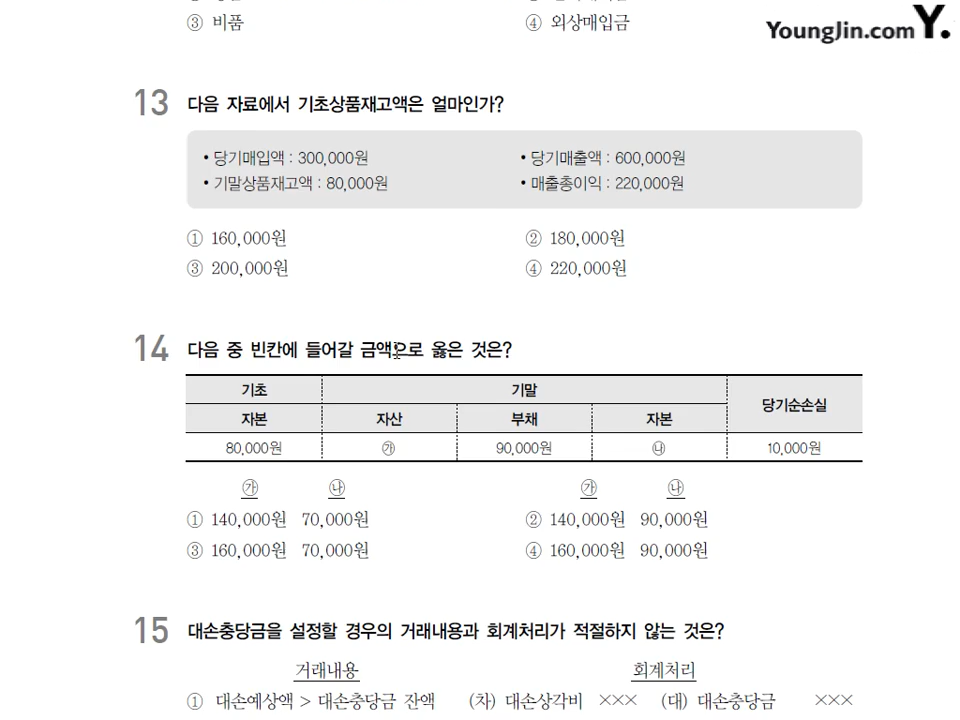 ③ 비품
④ 외상매입금
YoungJin.com Y.
13 다음 자료에서 기초상품재고액은 얼마인가?
• 당기매입액 : 300,000원 • 당기매출액 : 600,000원
• 기말상품재고액 : 80,000원 • 매출총이익 : 220,000원
① 160,000원 ② 180,000원
③ 200,000원 ④ 220,000원
14 다음 중 빈칸에 들어갈 금액으로 옳은 것은?
기초 기말 당기순손실
자본 자산 부채 자본
80,000원 ㉮ 90,000원 ㉯ 10,000원
㉮ ㉯ ㉮ ㉯
① 140,000원 70,000원 ② 140,000원 90,000원
③ 160,000원 70,000원 ④ 160,000원 90,000원
15 대손충당금을 설정할 경우의 거래내용과 회계처리가 적절하지 않는 것은?
거래내용 회계처리
① 대손예상액 > 대손충당금 잔액 (차) 대손상각비 ××× (대) 대손충당금 ×××